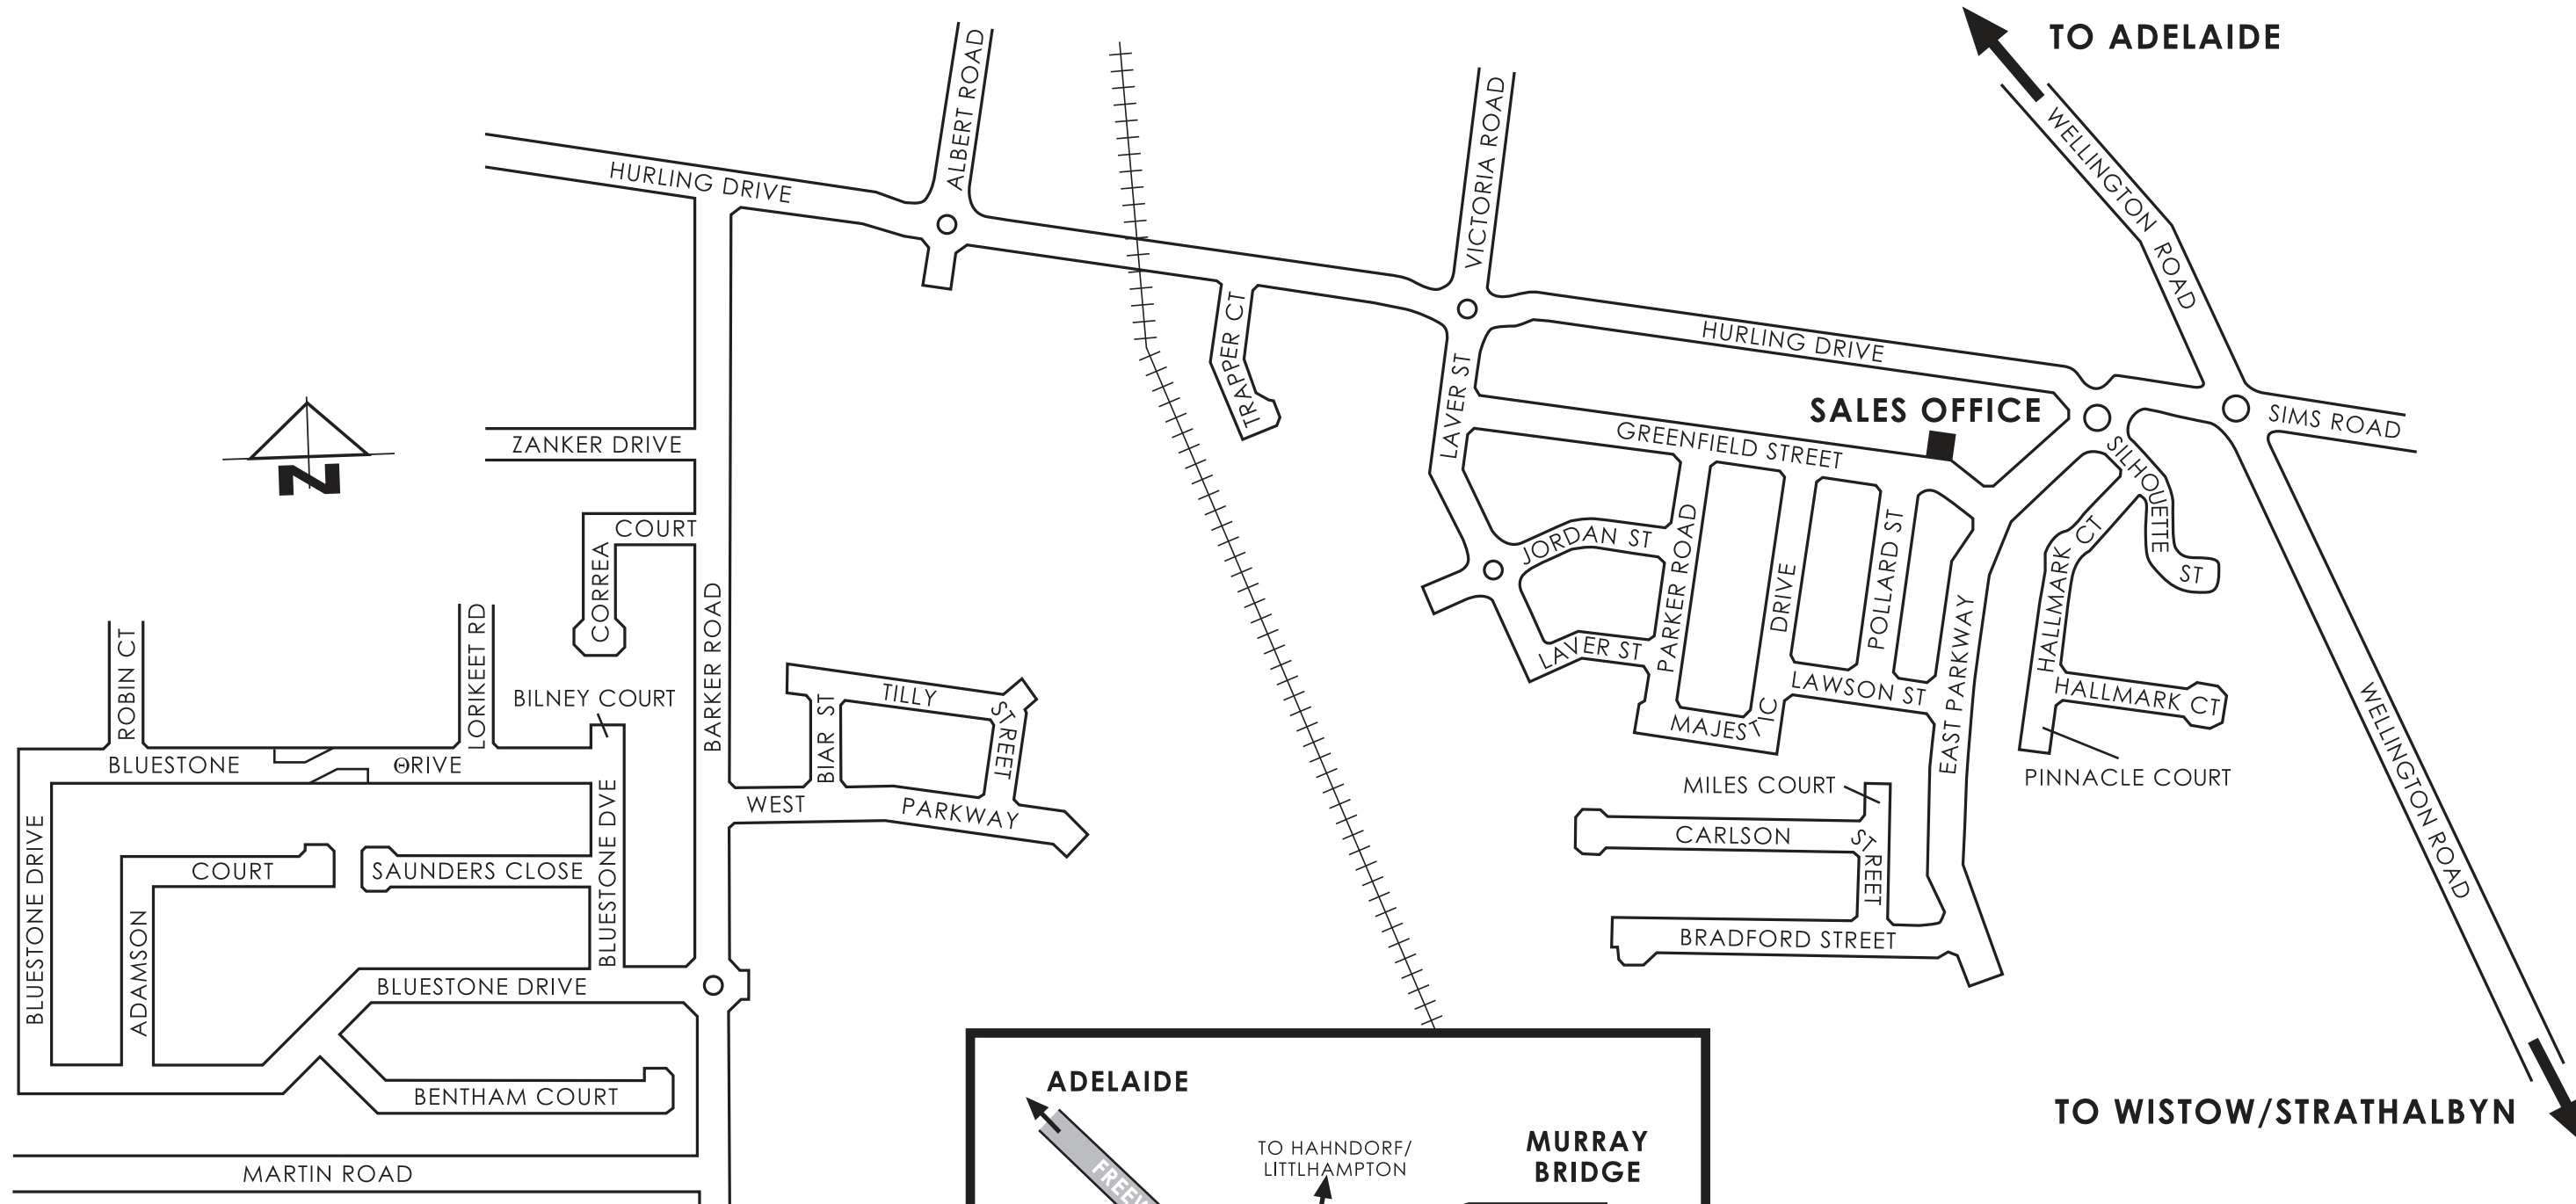 TO ADELAIDE
ALBERT ROAD
VICTORIA ROAD
WELLINGTON ROAD
HURLING DRIVE
TRAPPER CT
HURLING DRIVE
LAVER ST
SALES OFFICE
SIMS ROAD
GREENFIELD STREET
ZANKER DRIVE
N
SILHOUETTE ST
CORREA COURT
JORDAN ST
PARKER ROAD
POLLARD ST
HALLMARK CT
BARKER ROAD
ROBIN CT
LORIKEET RD
BILNEY COURT
TILLY STREET
BIAR ST
LAVER ST
MAJESTIC DRIVE
LAWSON ST
EAST PARKWAY
HALLMARK CT
WELLINGTON ROAD
BLUESTONE ΘRIVE
WEST PARKWAY
MILES COURT
PINNACLE COURT
BLUESTONE DRIVE
ADAMSON COURT
SAUNDERS CLOSE
BLUESTONE DVE
CARLSON STREET
BRADFORD STREET
BLUESTONE DRIVE
BENTHAM COURT
ADELAIDE
TO WISTOW/STRATHALBYN
TO HAHNDORF/
LITTLHAMPTON
MURRAY
BRIDGE
MARTIN ROAD